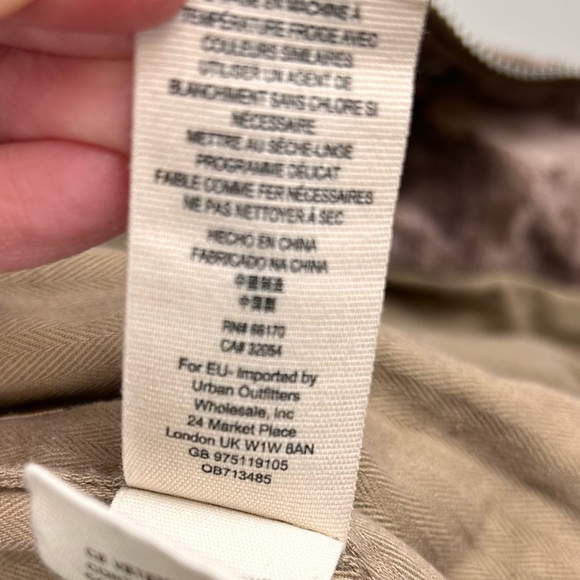 EN MACHINE À
TEMPÉRATURE FROIDE AVEC
COULEURS SIMILAIRES
UTILISER UN AGENT DE
BLANCHIMENT SANS CHLORE SI
NÉCESSAIRE
METTRE AU SÈCHE-LINGE
PROGRAMME DÉLICAT
FAIBLE COMME FER NÉCESSAIRES
NE PAS NETTOYER À SEC
HECHO EN CHINA
FABRICADO NA CHINA
中國製造
中国製
RN# 66170
CA# 32054
For EU- Imported by
Urban Outfitters
Wholesale, Inc
24 Market Place
London UK W1W 8AN
GB 975119105
OB713485